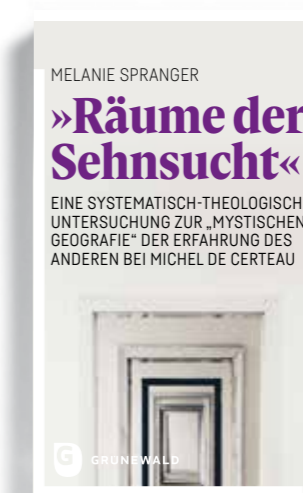 MELANIE SPRANGER
»Räume der
Sehnsucht«
EINE SYSTEMATISCH-THEOLOGISCH
UNTERSUCHUNG ZUR „MYSTISCHEN
GEOGRAFIE“ DER ERFAHRUNG DES
ANDEREN BEI MICHEL DE CERTEAU
G GRÜNEWALD